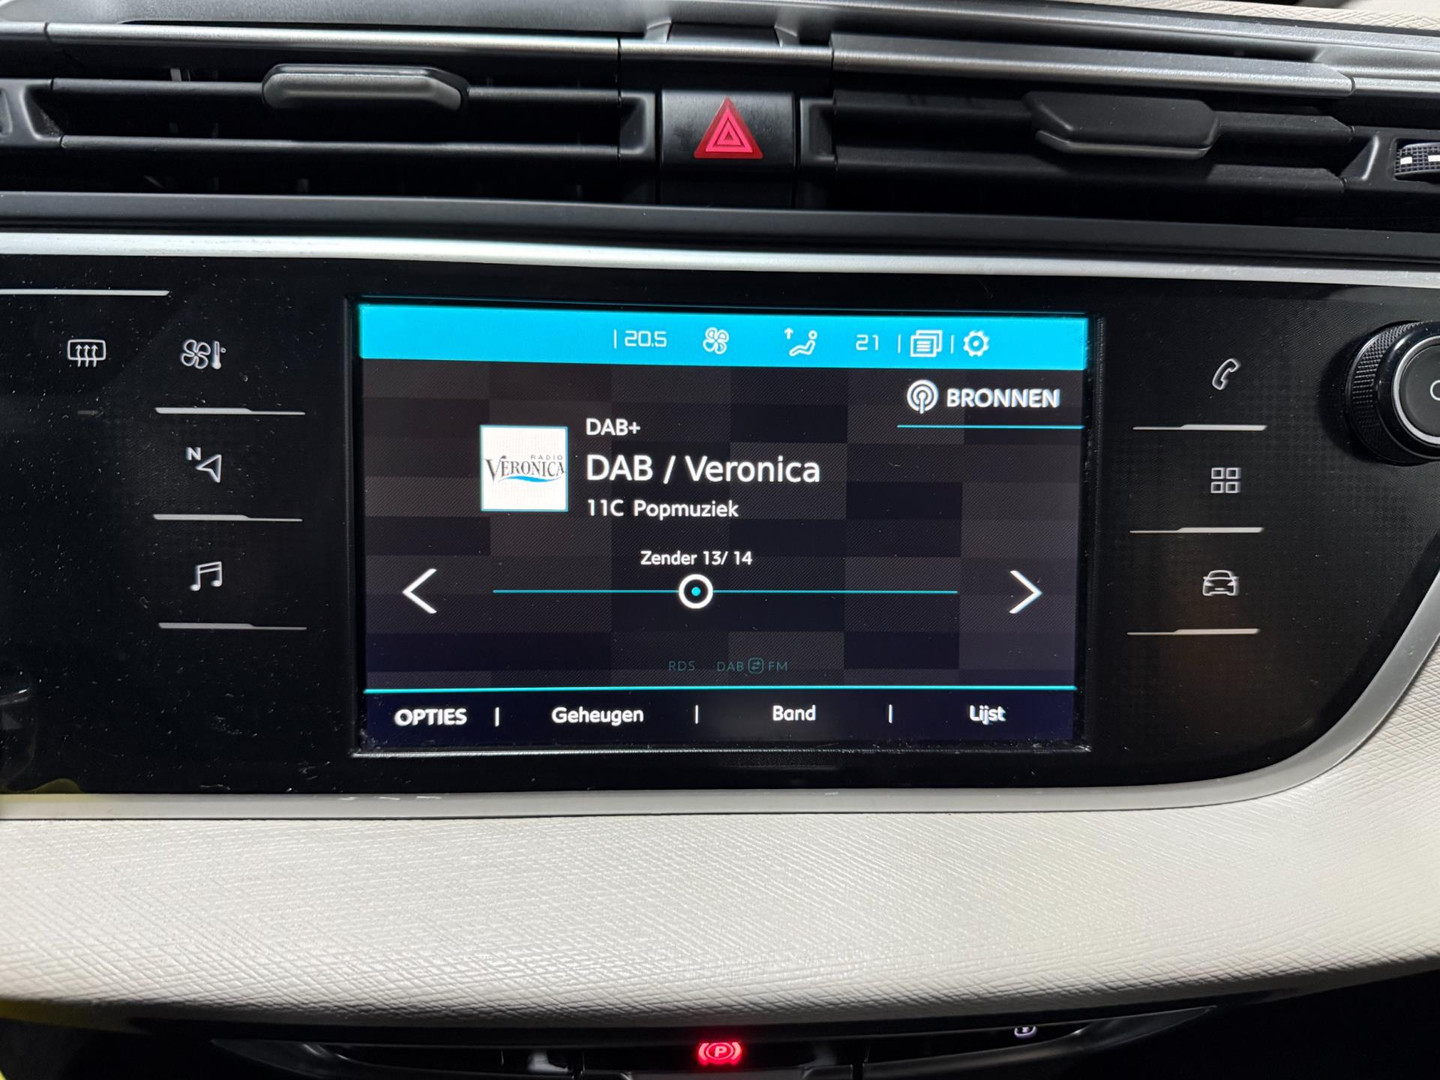 20.5 21
BRONNEN
DAB+
RADIO
VERONICA
DAB / Veronica
11C Popmuziek
Zender 13/ 14
RDS DAB FM
OPTIES | Geheugen | Band | Lijst
N
P